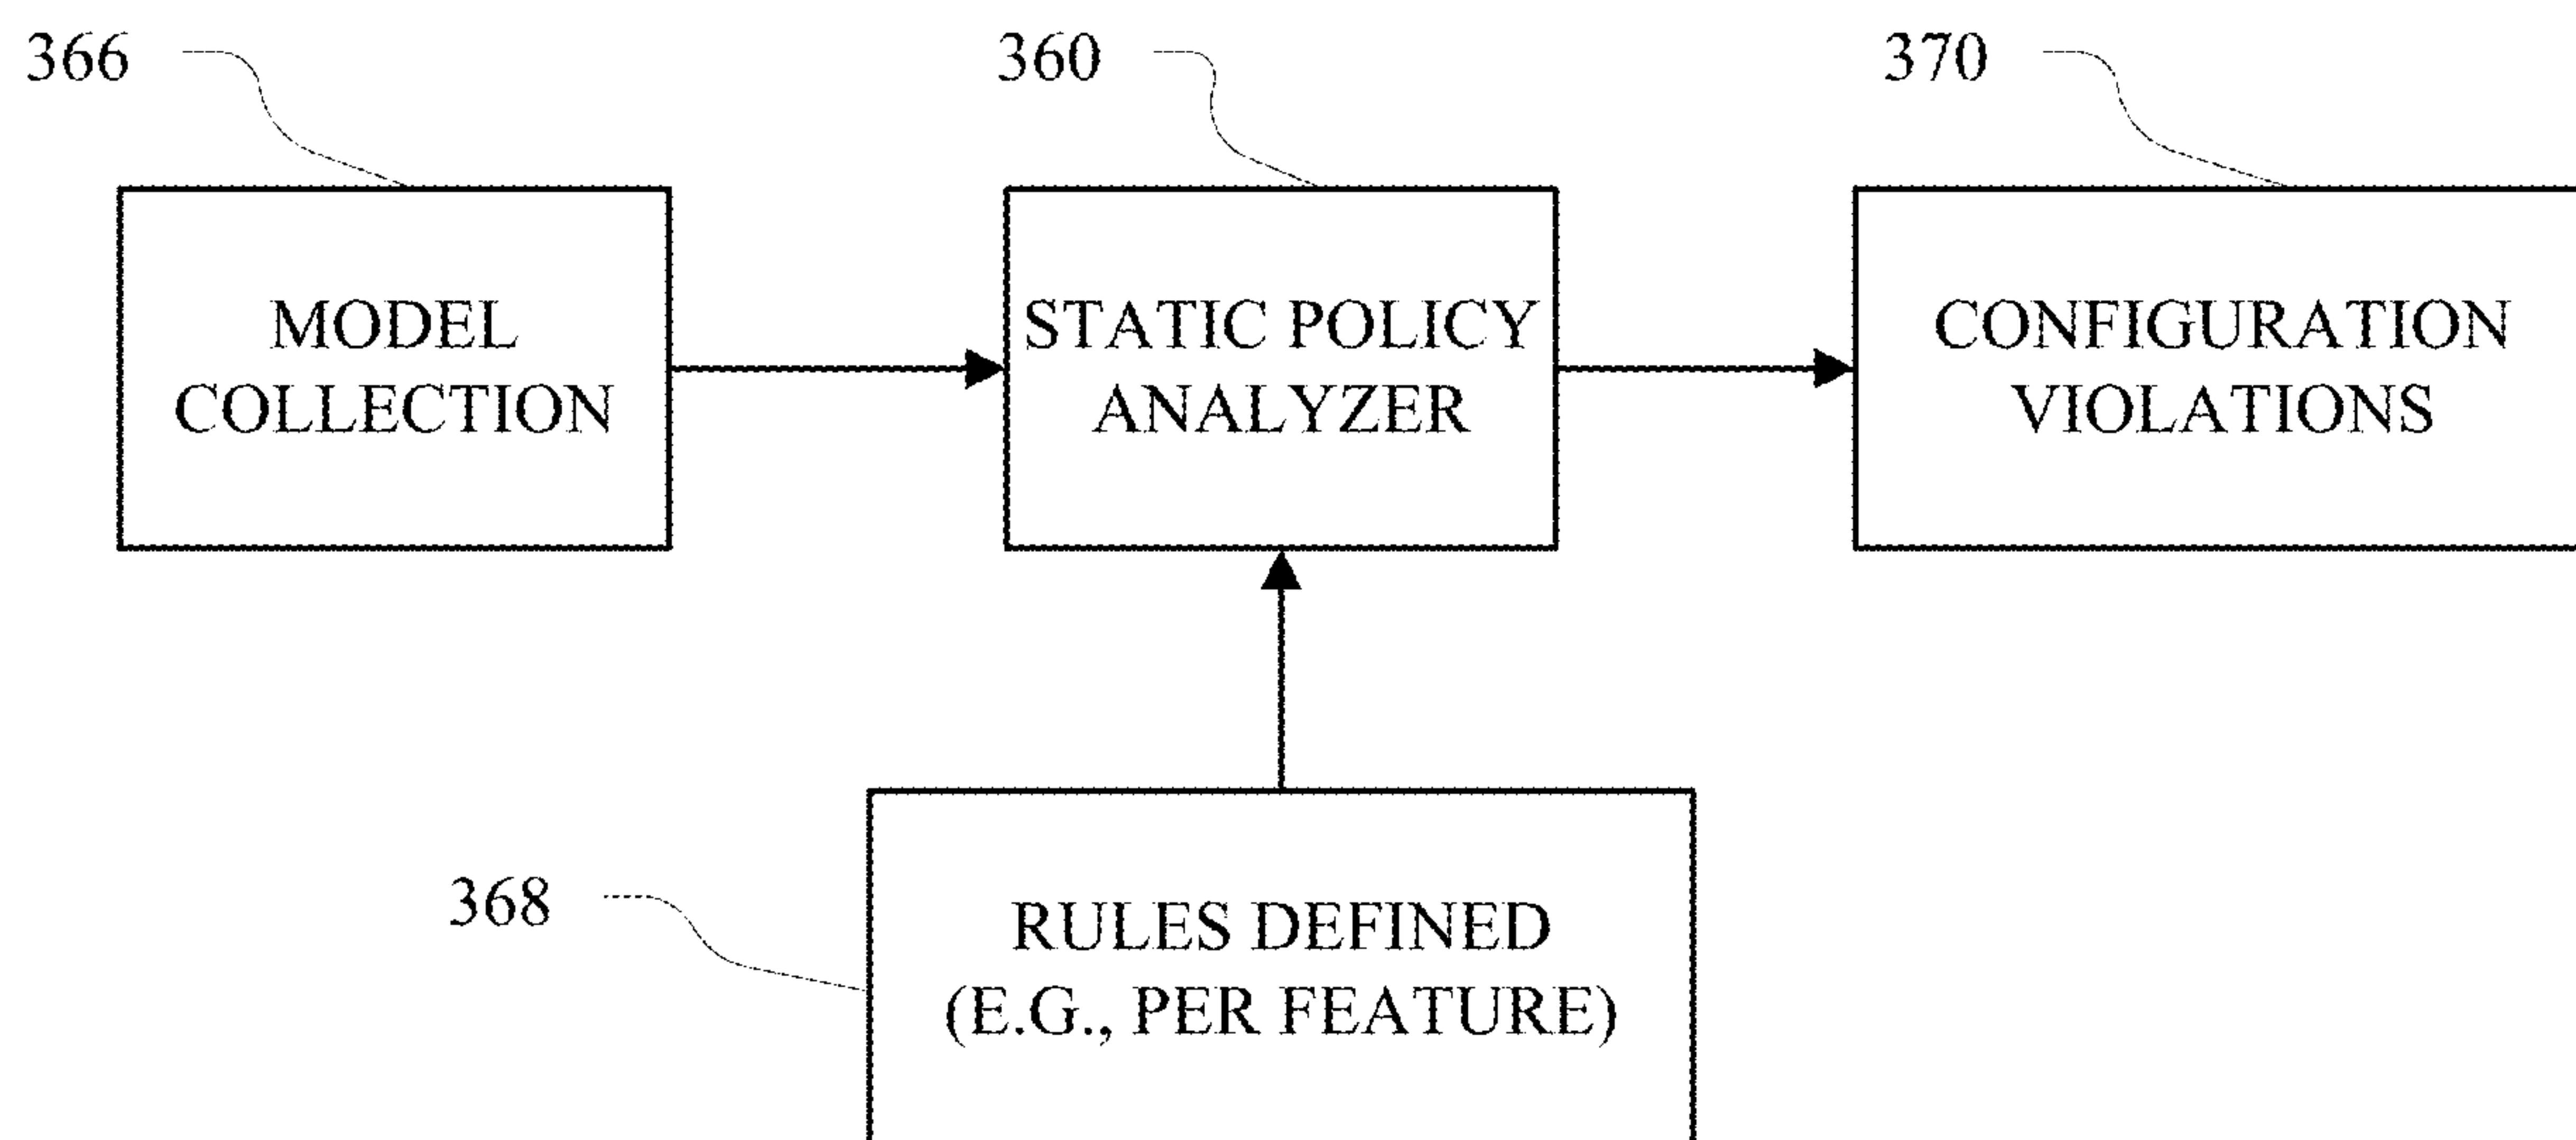 366
360
370
MODEL
COLLECTION
STATIC POLICY
ANALYZER
CONFIGURATION
VIOLATIONS
368
RULES DEFINED
(E.G., PER FEATURE)